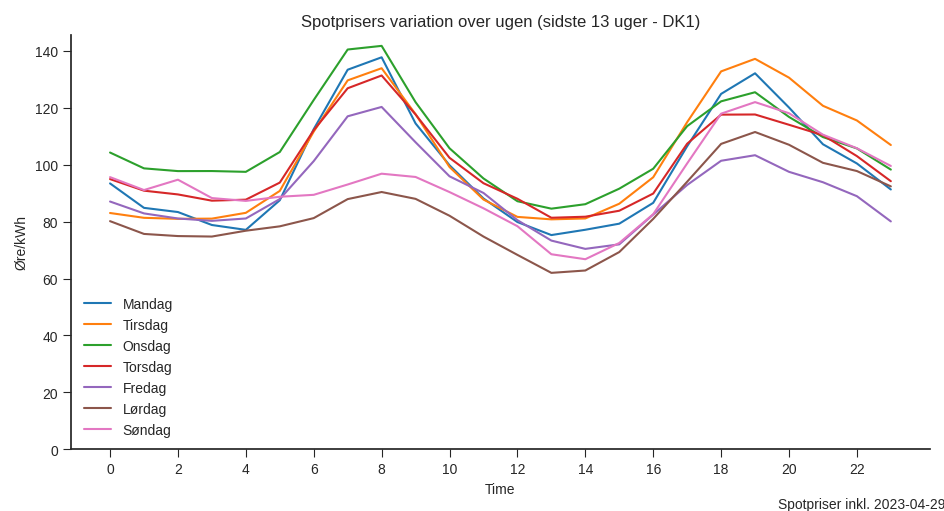 Spotprisers variation over ugen (sidste 13 uger - DK1)
140
120
100
80
60
40
20
0
Øre/kWh
Mandag
Tirsdag
Onsdag
Torsdag
Fredag
Lørdag
Søndag
0 2 4 6 8 10 12 14 16 18 20 22
Time
Spotpriser inkl. 2023-04-29